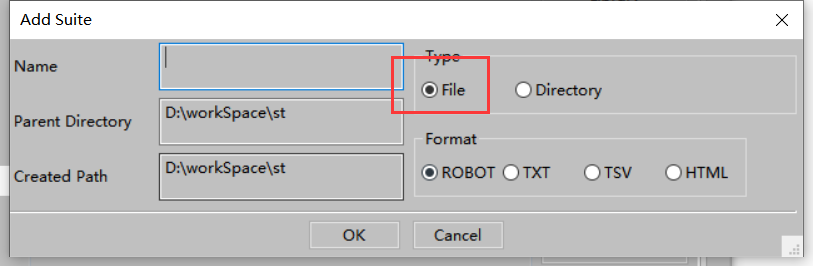 Add Suite
Name
Type
File Directory
Parent Directory D:\workSpace\st
Format
Created Path D:\workSpace\st
ROBOT TXT TSV HTML
OK Cancel